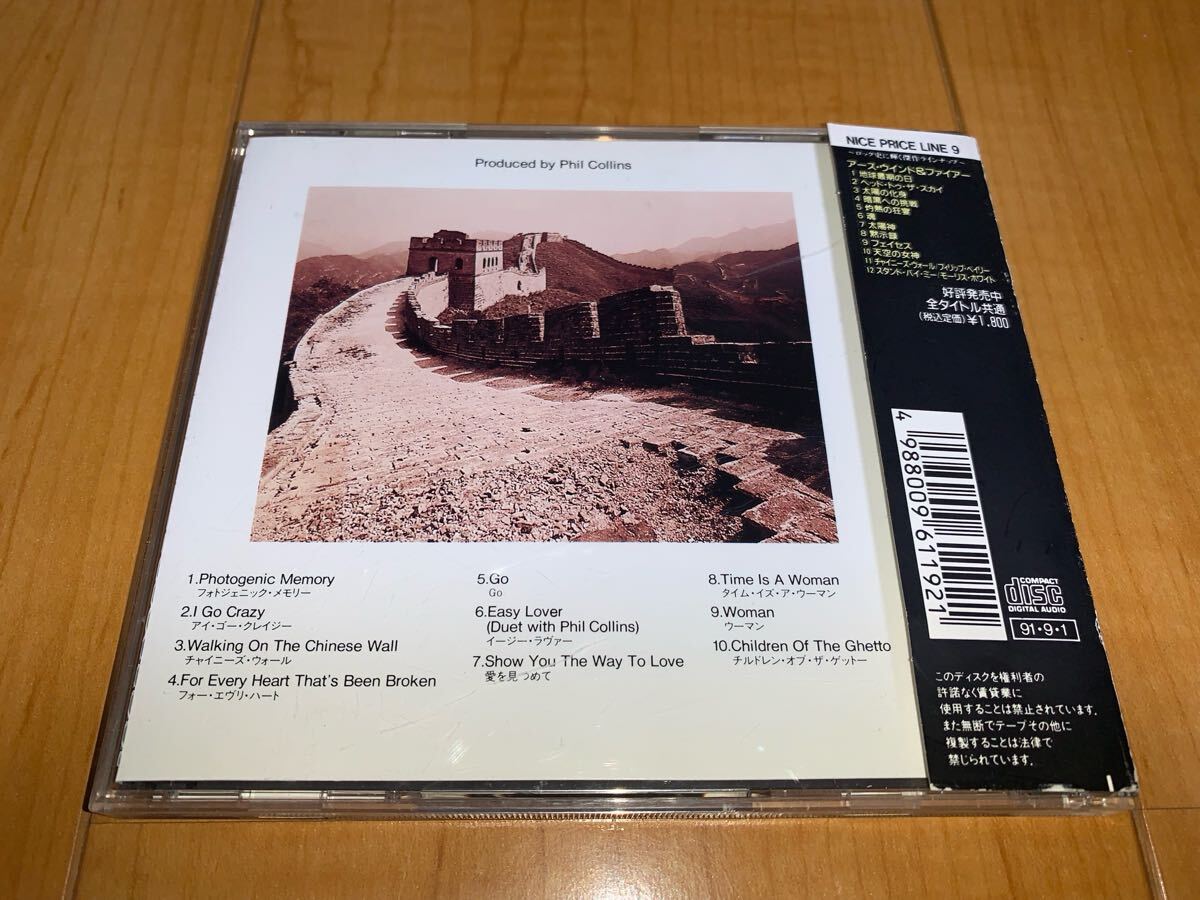 Produced by Phil Collins
1.Photogenic Memory
フォトジェニック・メモリー
2.I Go Crazy
アイ・ゴー・クレイジー
3.Walking On The Chinese Wall
チャイニーズ・ウォール
4.For Every Heart That's Been Broken
フォー・エヴリ・ハート
5.Go
Go
6.Easy Lover
(Duet with Phil Collins)
イージー・ラヴァー
7.Show You The Way To Love
愛を見つめて
8.Time Is A Woman
タイム・イズ・ア・ウーマン
9.Woman
ウーマン
10.Children Of The Ghetto
チルドレン・オブ・ザ・ゲットー
NICE PRICE LINE 9
〜ロック史に輝く傑作ラインナップ〜
アース・ウインド&ファイアー
1 地球最期の日
2 ヘッド・トゥ・ザ・スカイ
3 太陽の化身
4 暗黒への挑戦
5 灼熱の狂宴
6 魂
7 太陽神
8 黙示録
9 フェイセス
10 天空の女神
11 チャイニーズ・ウォール/フィリップ・ベイリー
12 スタンド・バイ・ミー/モーリス・ホワイト
好評発売中
全タイトル共通
(税込定価)¥1,800
4 988009 611921
COMPACT
disc
DIGITAL AUDIO
91・9・1
このディスクを権利者の
許諾なく賃貸業に
使用することは禁止されています。
また無断でテープその他に
複製することは法律で
禁じられています。